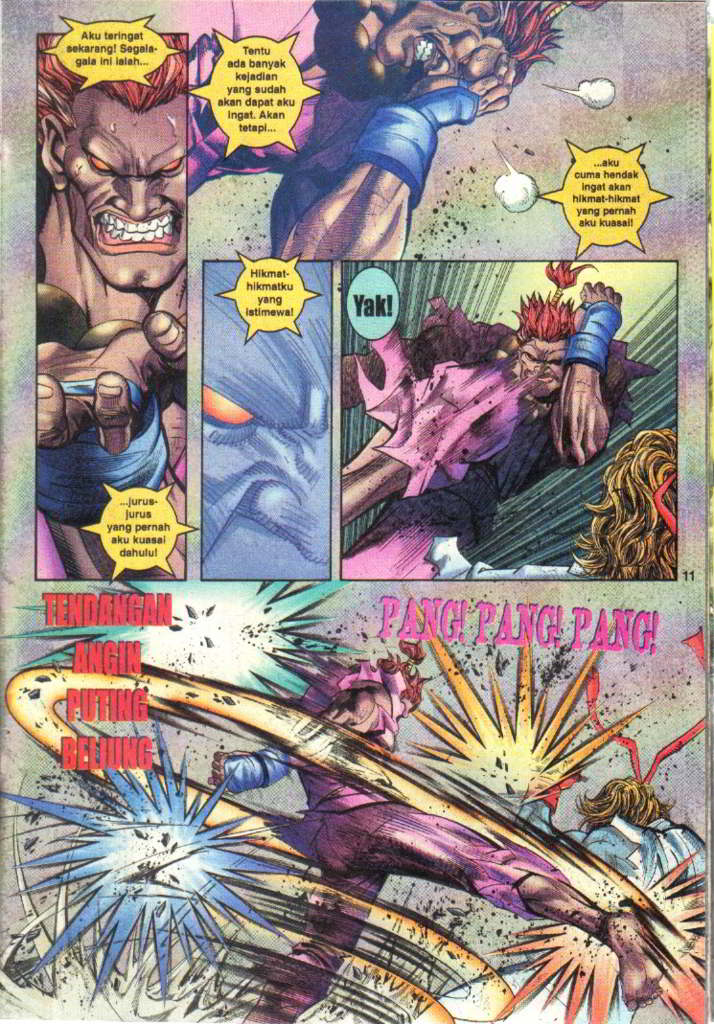 Aku teringat
sekarang! Segala-
gala ini ialah...
Tentu
ada banyak
kejadian
yang sudah
akan dapat aku
ingat. Akan
tetapi...
...aku
cuma hendak
ingat akan
hikmat-hikmat
yang pernah
aku kuasai!
...jurus-
jurus
yang pernah
aku kuasai
dahulu!
Hikmat-
hikmatku
yang
istimewa!
Yak!
11
TENDANGAN
ANGIN
PUTING
BELIUNG
PANG! PANG! PANG!